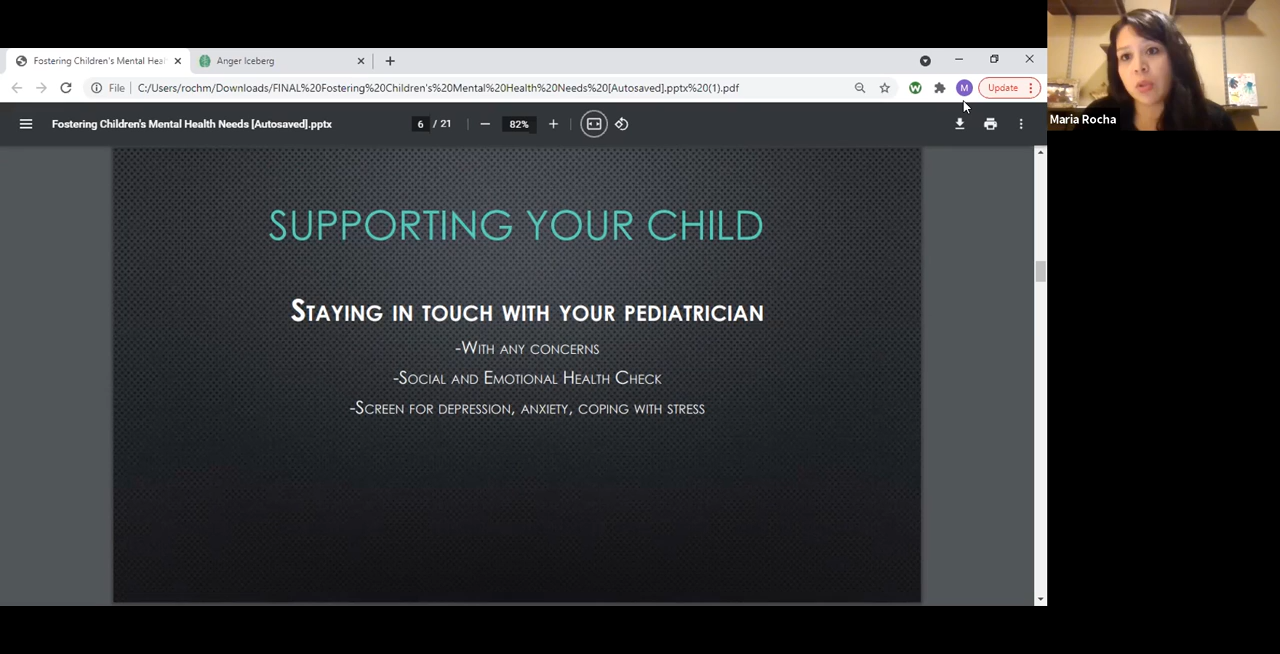 Fostering Children's Mental Hea
Anger Iceberg
File
C:/Users/rochm/Downloads/FINAL%20Fostering%20Children's%20Mental%20Health%20Needs%20[Autosaved].pptx%20(1).pdf
W
M
Update
Fostering Children's Mental Health Needs [Autosaved].pptx
6 / 21
82%
Maria Rocha
SUPPORTING YOUR CHILD
STAYING IN TOUCH WITH YOUR PEDIATRICIAN
-WITH ANY CONCERNS
-SOCIAL AND EMOTIONAL HEALTH CHECK
-SCREEN FOR DEPRESSION, ANXIETY, COPING WITH STRESS